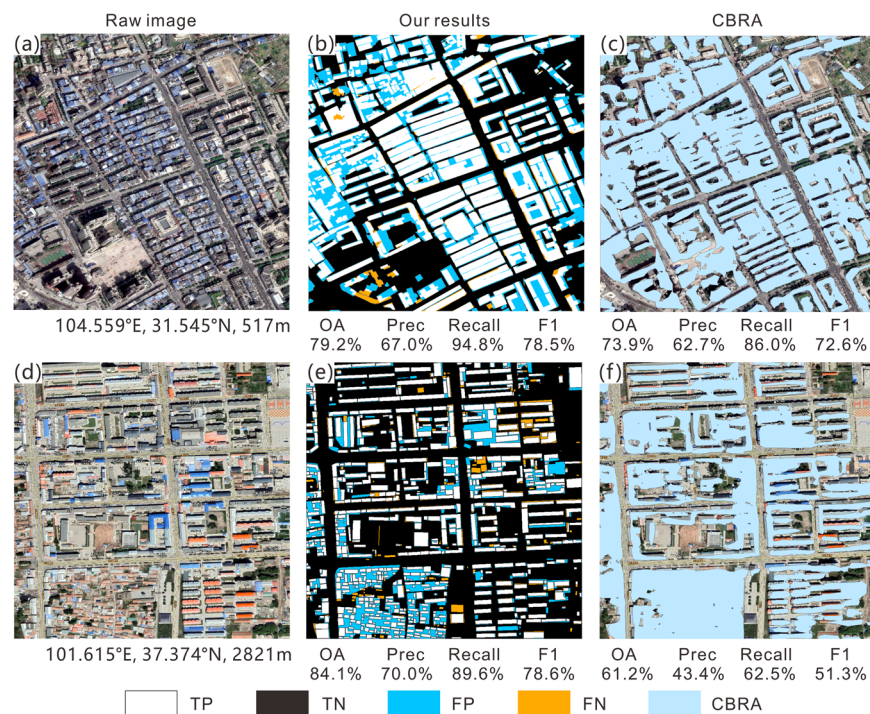 Raw image Our results CBRA
(a) (b) (c)
104.559°E, 31.545°N, 517m
OA Prec Recall F1 OA Prec Recall F1
79.2% 67.0% 94.8% 78.5% 73.9% 62.7% 86.0% 72.6%
(d) (e) (f)
101.615°E, 37.374°N, 2821m
OA Prec Recall F1 OA Prec Recall F1
84.1% 70.0% 89.6% 78.6% 61.2% 43.4% 62.5% 51.3%
TP TN FP FN CBRA